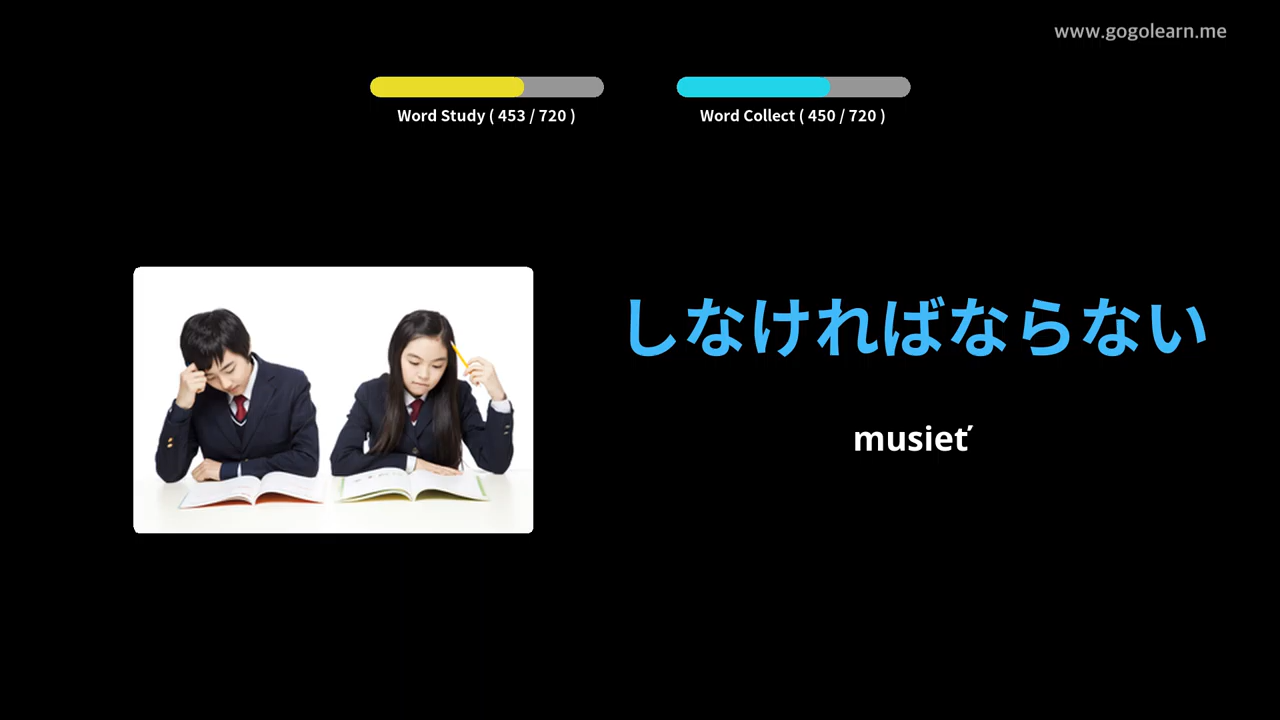 www.gogolearn.me
Word Study ( 453 / 720 )
Word Collect ( 450 / 720 )
しなければならない
musieť